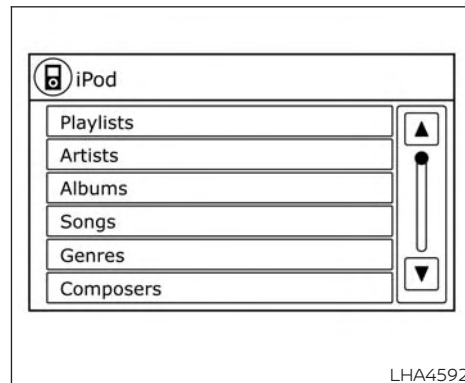 iPod
Playlists
Artists
Albums
Songs
Genres
Composers
LHA4592